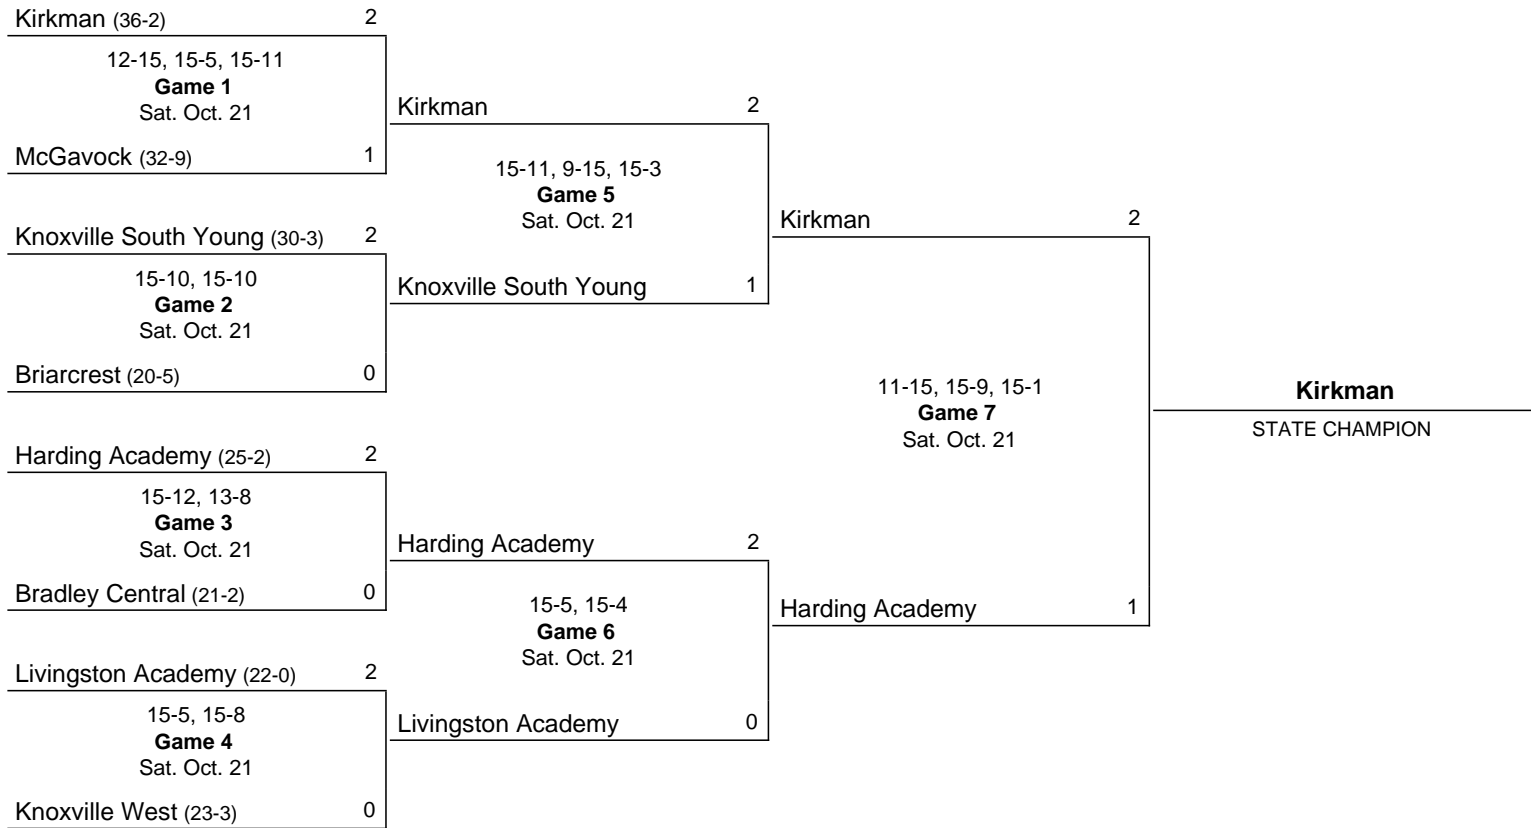 Kirkman (36-2) 2
12-15, 15-5, 15-11
Game 1
Sat. Oct. 21
McGavock (32-9) 1
Knoxville South Young (30-3) 2
15-10, 15-10
Game 2
Sat. Oct. 21
Briarcrest (20-5) 0
Harding Academy (25-2) 2
15-12, 13-8
Game 3
Sat. Oct. 21
Bradley Central (21-2) 0
Livingston Academy (22-0) 2
15-5, 15-8
Game 4
Sat. Oct. 21
Knoxville West (23-3) 0
Kirkman 2
15-11, 9-15, 15-3
Game 5
Sat. Oct. 21
Knoxville South Young 1
Harding Academy 2
15-5, 15-4
Game 6
Sat. Oct. 21
Livingston Academy 0
Kirkman 2
11-15, 15-9, 15-1
Game 7
Sat. Oct. 21
Harding Academy 1
Kirkman
STATE CHAMPION